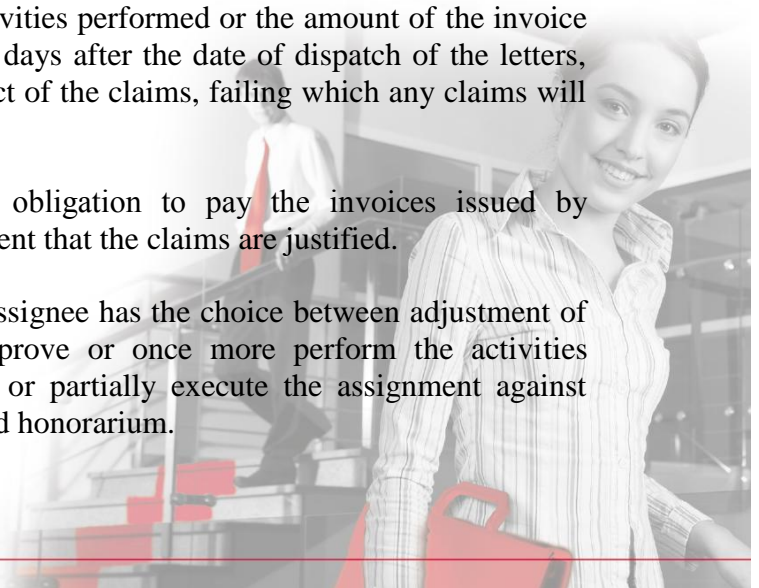 vities performed or the amount of the invoice
days after the date of dispatch of the letters,
ct of the claims, failing which any claims will
obligation to pay the invoices issued by
ent that the claims are justified.
ssignee has the choice between adjustment of
prove or once more perform the activities
or partially execute the assignment against
d honorarium.